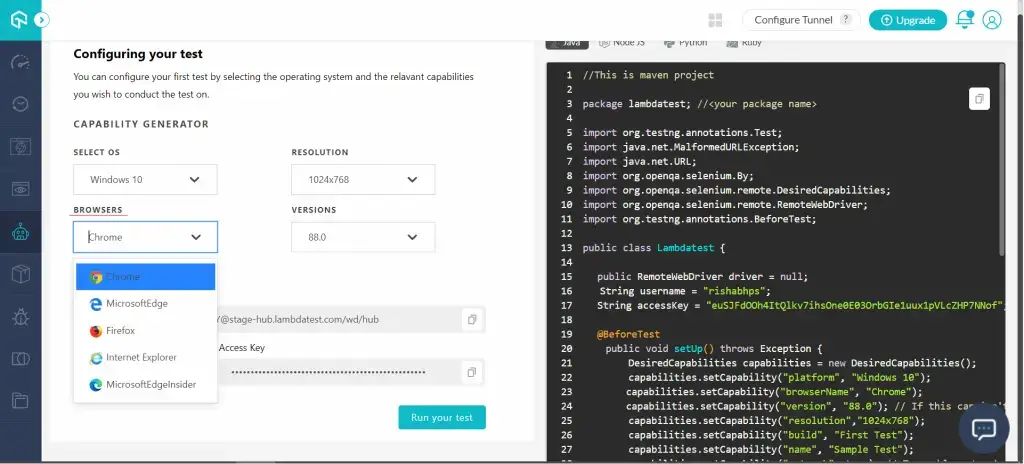 Configure Tunnel ?
Upgrade
Configuring your test
You can configure your first test by selecting the operating system and the relavant capabilities
you wish to conduct the test on.
CAPABILITY GENERATOR
SELECT OS
RESOLUTION
Windows 10
1024x768
BROWSERS
VERSIONS
Chrome
88.0
Chrome
MicrosoftEdge
Firefox
Internet Explorer
MicrosoftEdgeInsider
Y@stage-hub.lambdatest.com/wd/hub
Access Key
Run your test
Java
Node JS
Python
Ruby
1 //This is maven project
2
3 package lambdatest; //<your package name>
4
5 import org.testng.annotations.Test;
6 import java.net.MalformedURLException;
7 import java.net.URL;
8 import org.openqa.selenium.By;
9 import org.openqa.selenium.remote.DesiredCapabilities;
10 import org.openqa.selenium.remote.RemoteWebDriver;
11 import org.testng.annotations.BeforeTest;
12
13 public class Lambdatest {
14
15 public RemoteWebDriver driver = null;
16 String username = "rishabhps";
17 String accessKey =
18
19 @BeforeTest
20 public void setUp() throws Exception {
21 DesiredCapabilities capabilities = new DesiredCapabilities();
22 capabilities.setCapability("platform", "Windows 10");
23 capabilities.setCapability("browserName", "Chrome");
24 capabilities.setCapability("version", "88.0"); // If this cap
25 capabilities.setCapability("resolution","1024x768");
26 capabilities.setCapability("build", "First Test");
27 capabilities.setCapability("name", "Sample Test");
28